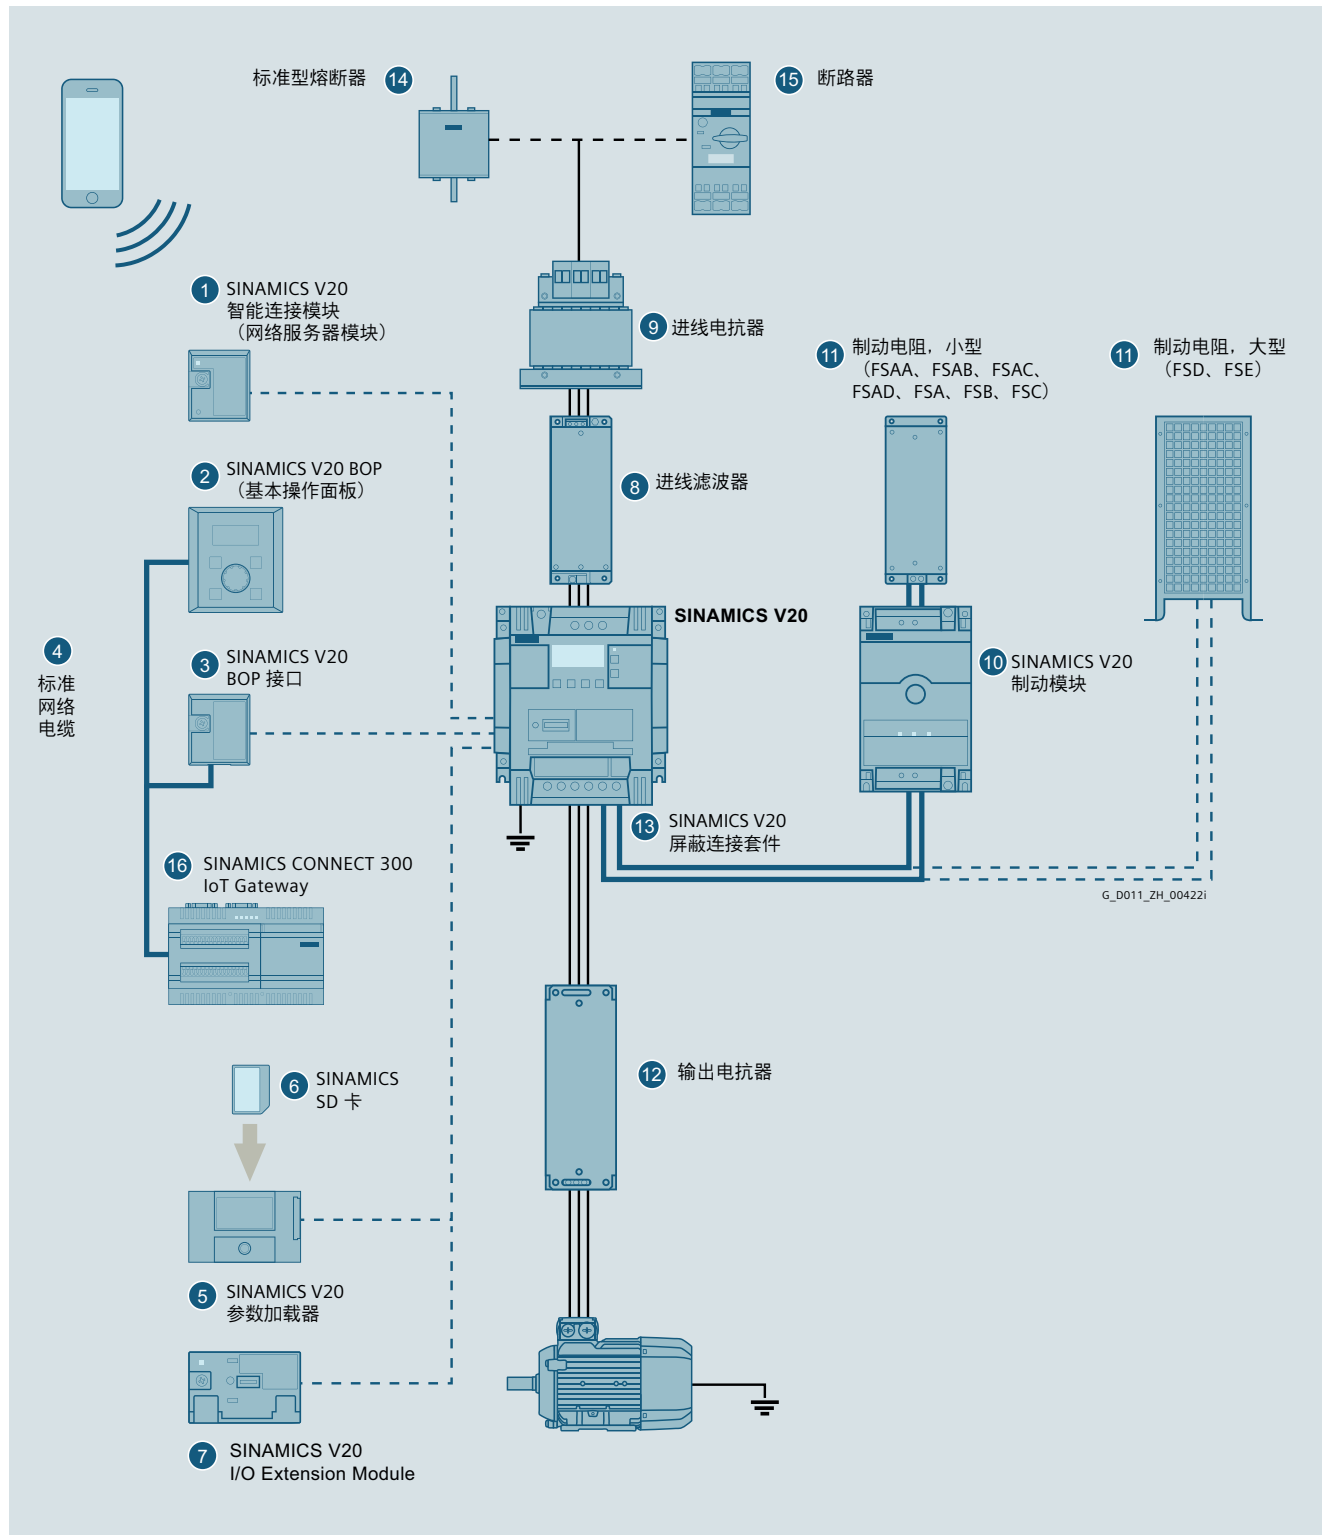 标准型熔断器 14
15 断路器
1 SINAMICS V20
智能连接模块
（网络服务器模块）
9 进线电抗器
11 制动电阻，小型
（FSAA、FSAB、FSAC、
FSAD、FSA、FSB、FSC）
11 制动电阻，大型
（FSD、FSE）
2 SINAMICS V20 BOP
（基本操作面板）
8 进线滤波器
SINAMICS V20
4
标准
网络
电缆
3 SINAMICS V20
BOP 接口
10 SINAMICS V20
制动模块
13 SINAMICS V20
屏蔽连接套件
16 SINAMICS CONNECT 300
IoT Gateway
G_D011_ZH_00422i
6 SINAMICS
SD 卡
12 输出电抗器
5 SINAMICS V20
参数加载器
7 SINAMICS V20
I/O Extension Module